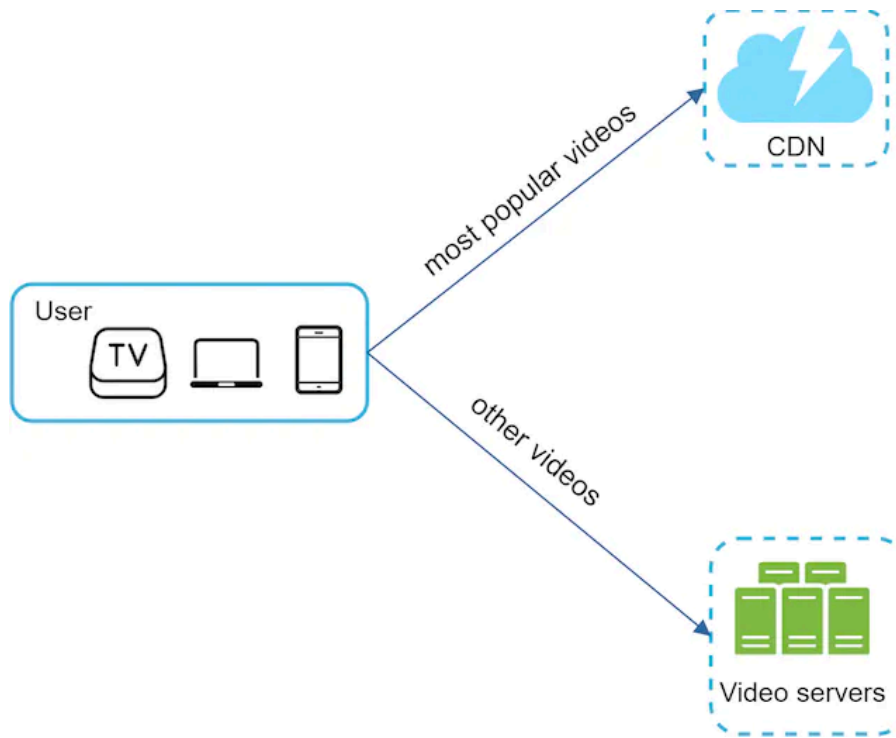 CDN
most popular videos
User
TV
other videos
Video servers